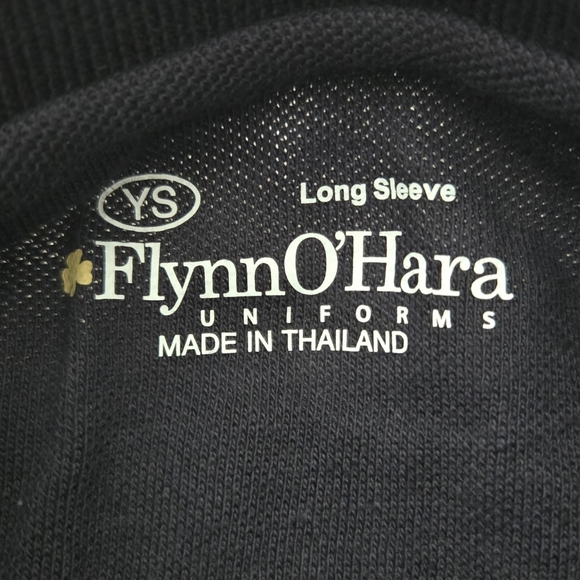 YS Long Sleeve
FlynnO'Hara
UNIFORMS
MADE IN THAILAND